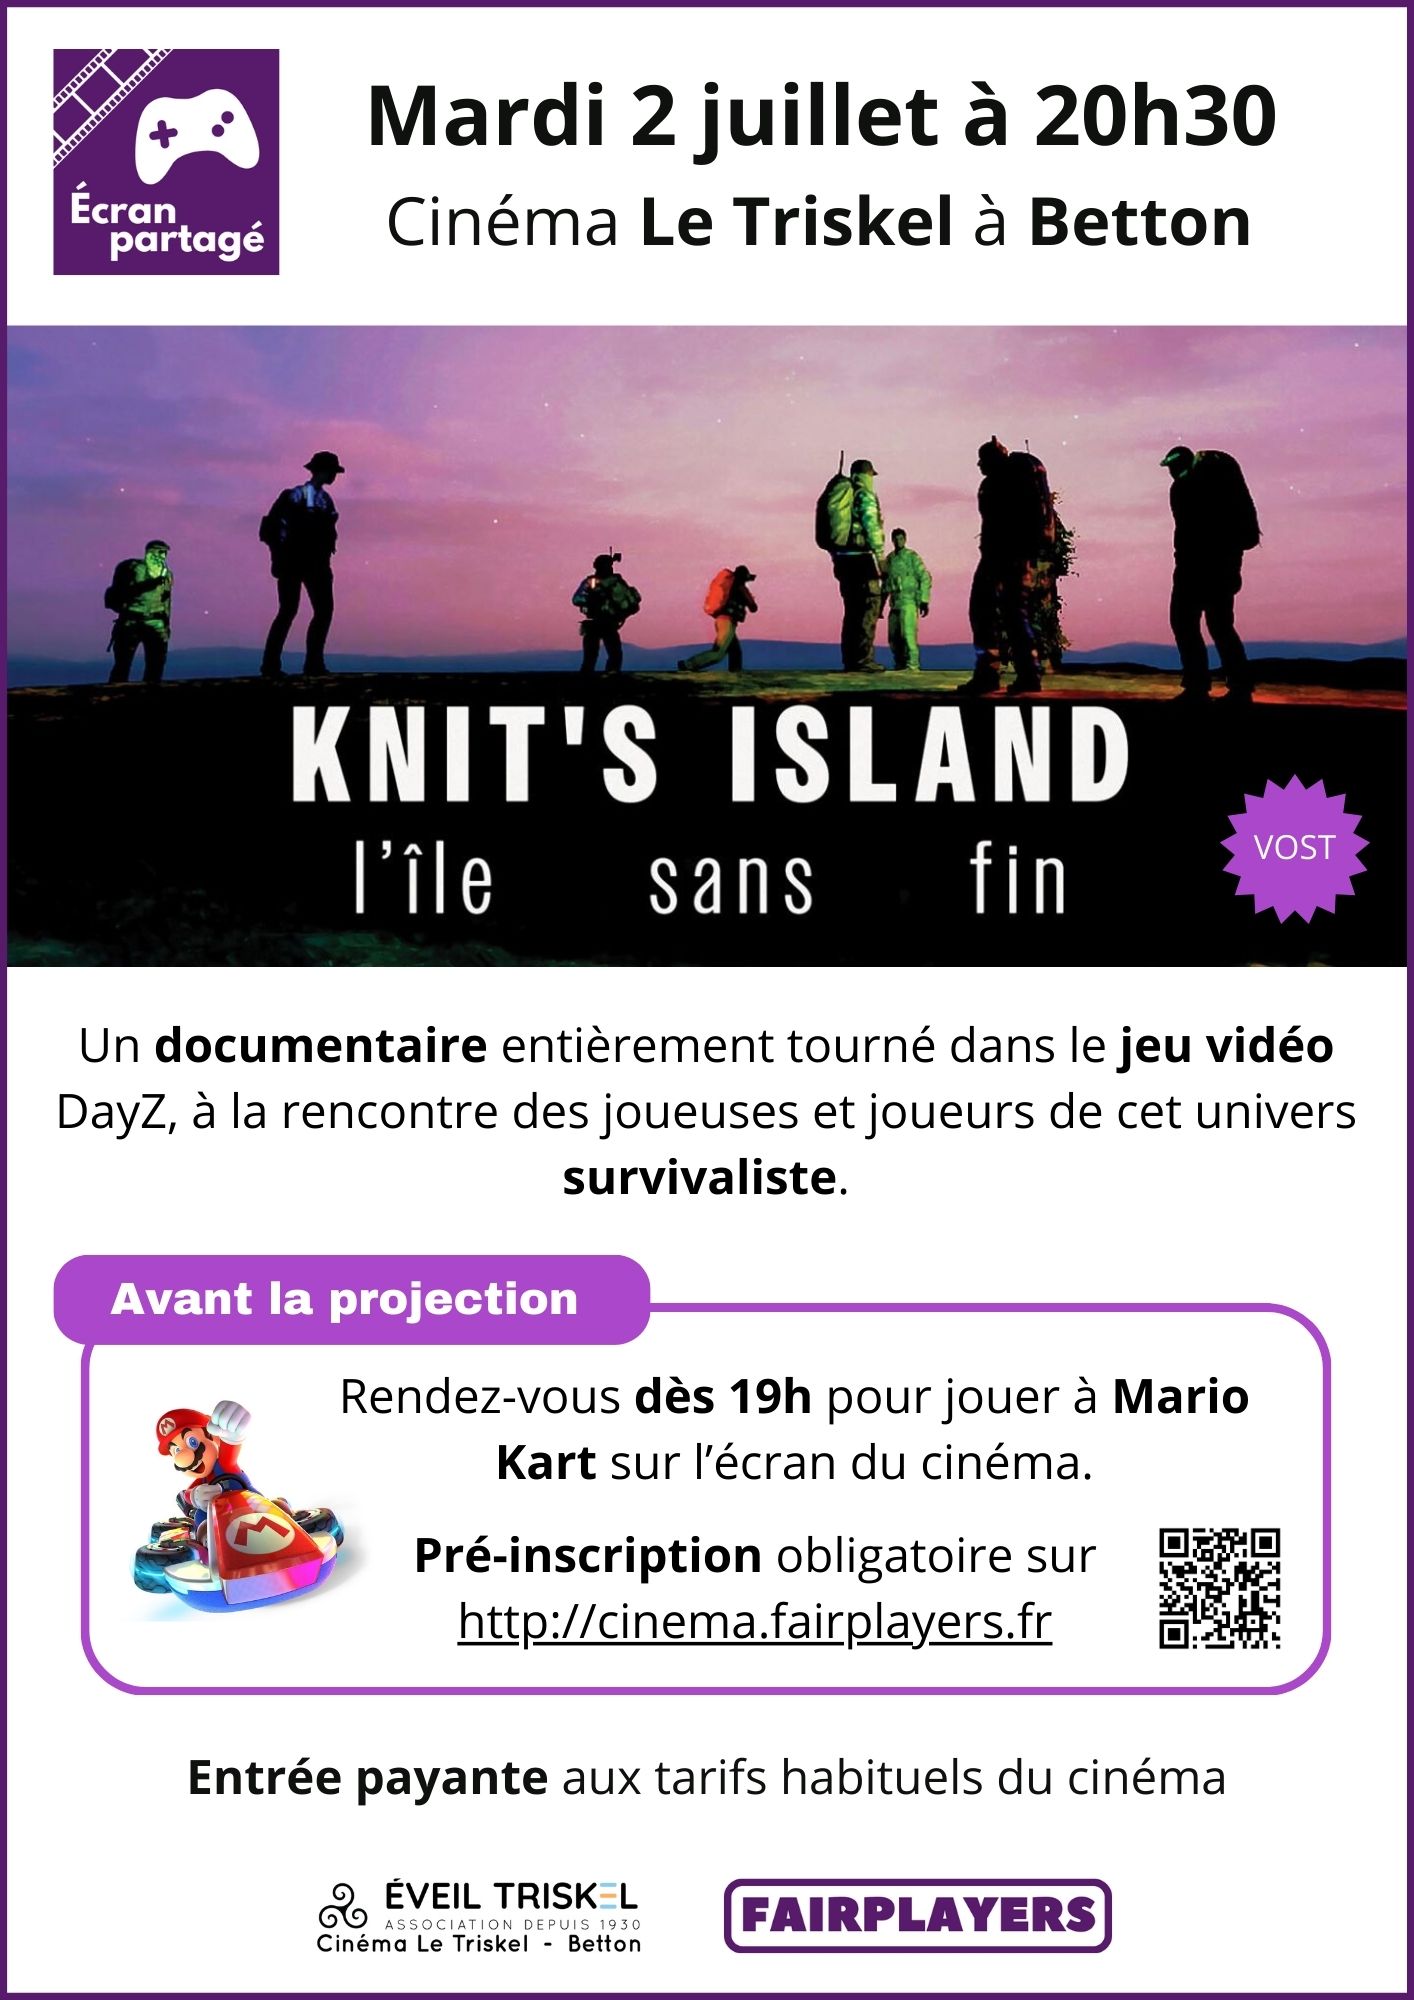 Écran
partagé
Mardi 2 juillet à 20h30
Cinéma Le Triskel à Betton
KNIT'S ISLAND
l’île sans fin
VOST
Un documentaire entièrement tourné dans le jeu vidéo
DayZ, à la rencontre des joueuses et joueurs de cet univers
survivaliste.
Avant la projection
Rendez-vous dès 19h pour jouer à Mario
Kart sur l’écran du cinéma.
Pré-inscription obligatoire sur
http://cinema.fairplayers.fr
Entrée payante aux tarifs habituels du cinéma
ÉVEIL TRISKEL
ASSOCIATION DEPUIS 1930
Cinéma Le Triskel - Betton
FAIRPLAYERS